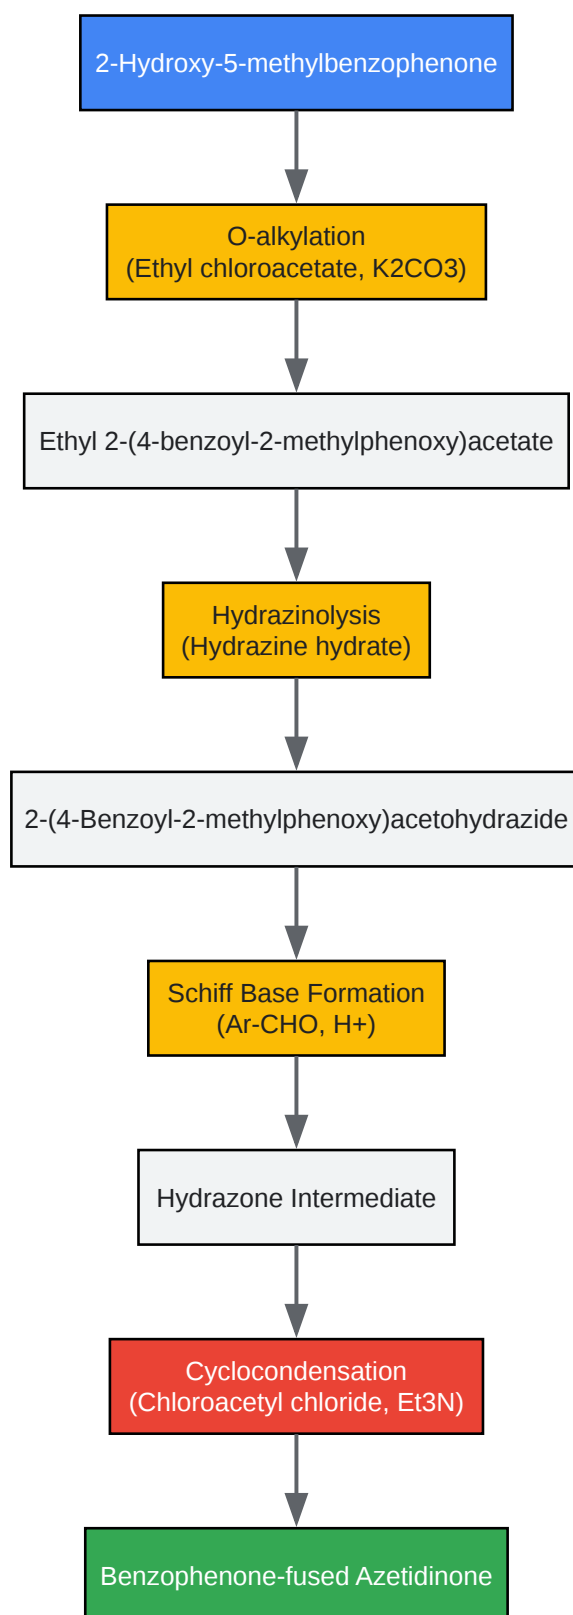 2-Hydroxy-5-methylbenzophenone
O-alkylation
(Ethyl chloroacetate, K2CO3)
Ethyl 2-(4-benzoyl-2-methylphenoxy)acetate
Hydrazinolysis
(Hydrazine hydrate)
2-(4-Benzoyl-2-methylphenoxy)acetohydrazide
Schiff Base Formation
(Ar-CHO, H+)
Hydrazone Intermediate
Cyclocondensation
(Chloroacetyl chloride, Et3N)
Benzophenone-fused Azetidinone